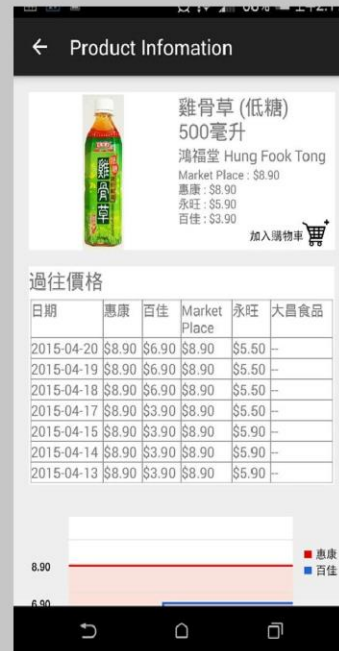 Product Infomation
雞骨草 (低糖)
500毫升
鴻福堂 Hung Fook Tong
Market Place : $8.90
惠康 : $8.90
永旺 : $5.90
百佳 : $3.90
加入購物車
雞骨草
過往價格
日期 惠康 百佳 Market Place 永旺 大昌食品
2015-04-20 $8.90 $6.90 $8.90 $5.50 --
2015-04-19 $8.90 $6.90 $8.90 $5.50 --
2015-04-18 $8.90 $6.90 $8.90 $5.50 --
2015-04-17 $8.90 $3.90 $8.90 $5.50 --
2015-04-15 $8.90 $3.90 $8.90 $5.90 --
2015-04-14 $8.90 $3.90 $8.90 $5.90 --
2015-04-13 $8.90 $3.90 $8.90 $5.90 --
惠康
8.90
百佳
6.90